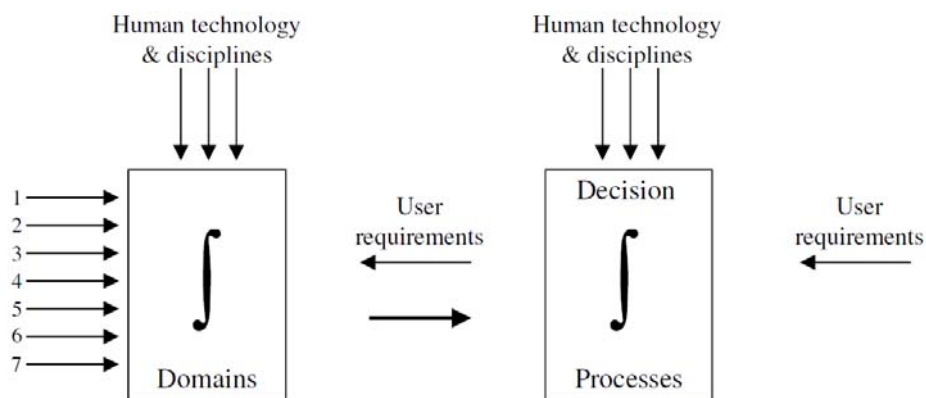 Human technology
& disciplines
Human technology
& disciplines
1
2
3
4
5
6
7
∫
Domains
User
requirements
Decision
∫
Processes
User
requirements